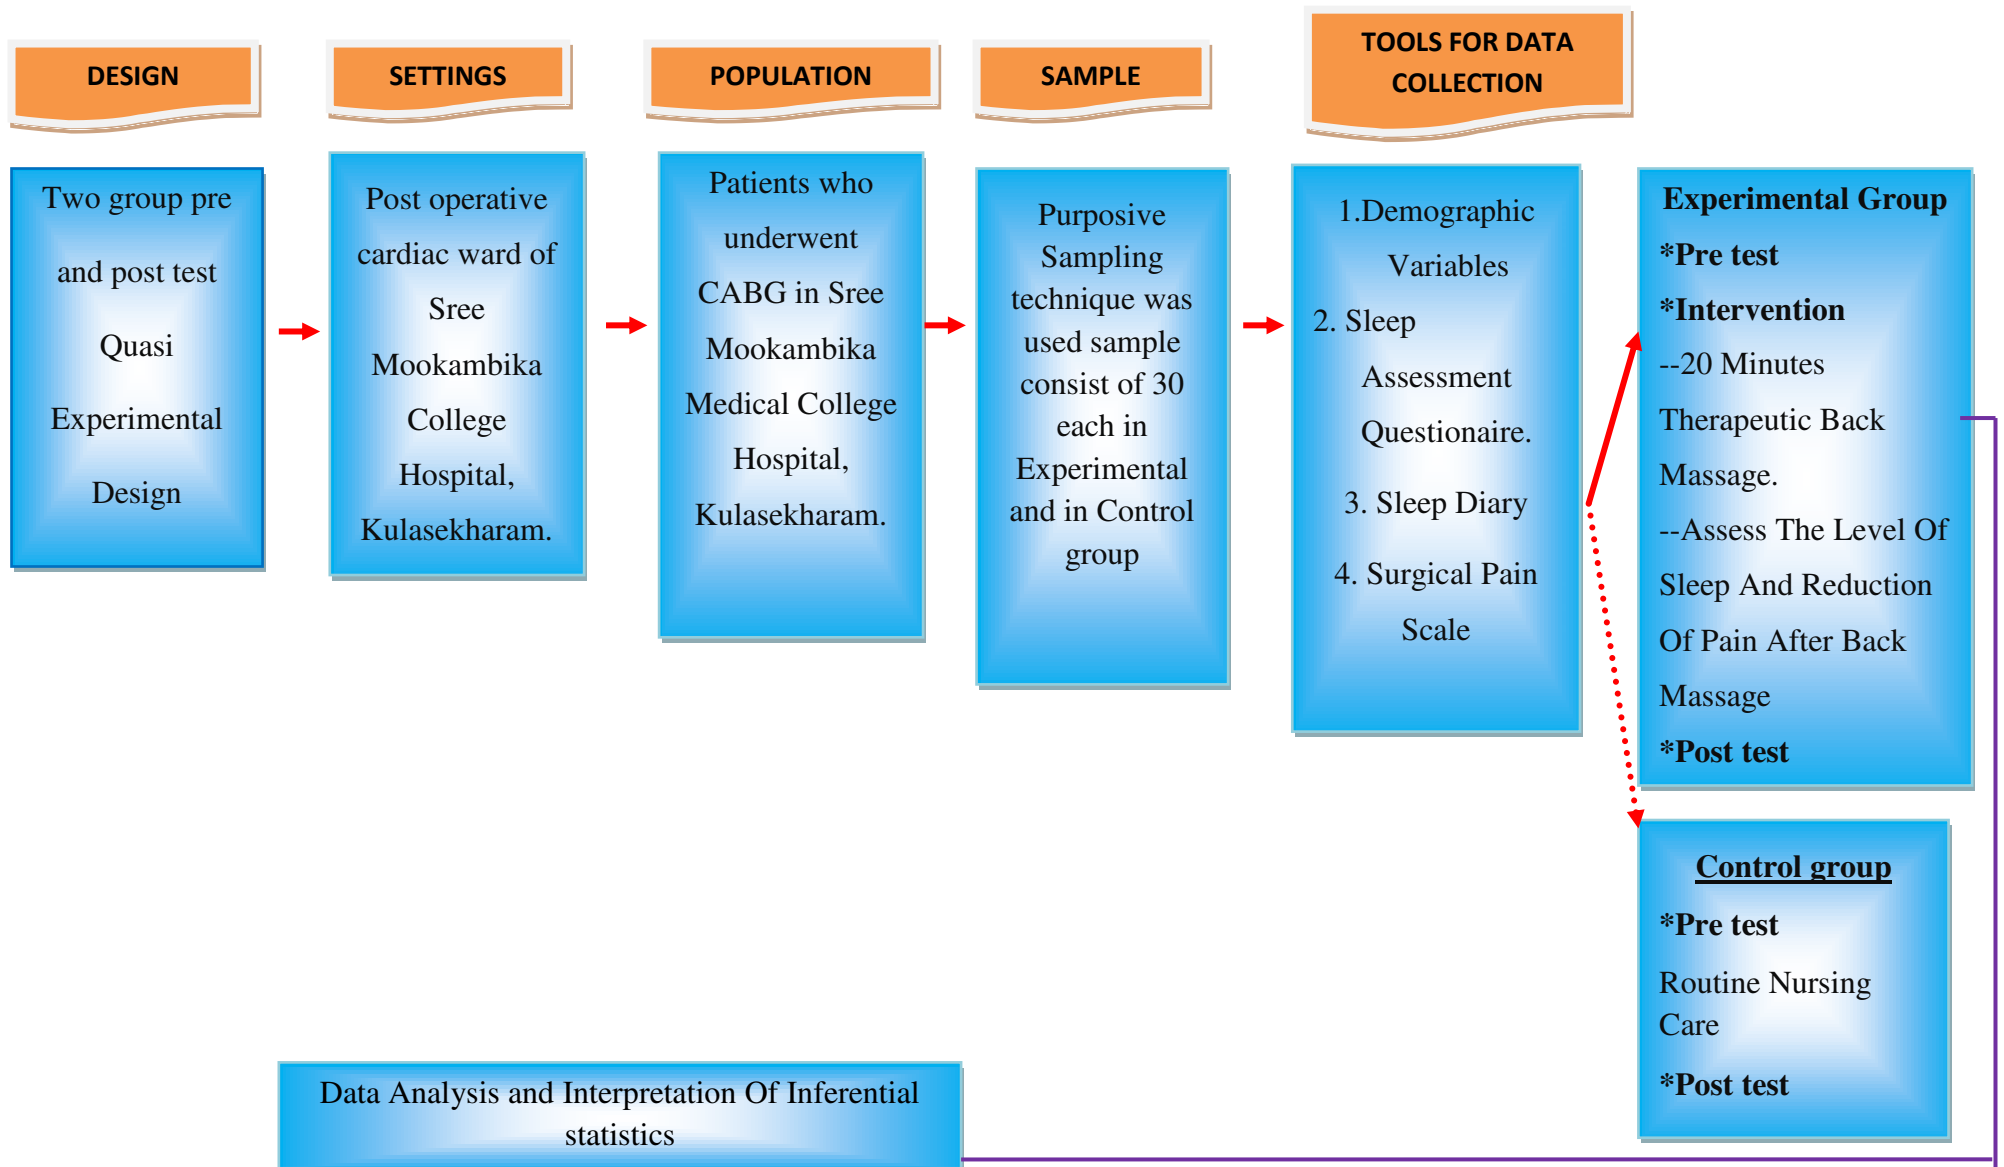 DESIGN
SETTINGS
POPULATION
SAMPLE
TOOLS FOR DATA
COLLECTION
Two group pre
and post test
Quasi
Experimental
Design
Post operative
cardiac ward of
Sree
Mookambika
College
Hospital,
Kulasekharam.
Patients who
underwent
CABG in Sree
Mookambika
Medical College
Hospital,
Kulasekharam.
Purposive
Sampling
technique was
used sample
consist of 30
each in
Experimental
and in Control
group
1.Demographic
Variables
2. Sleep
Assessment
Questionaire.
3. Sleep Diary
4. Surgical Pain
Scale
Experimental Group
*Pre test
*Intervention
--20 Minutes
Therapeutic Back
Massage.
--Assess The Level Of
Sleep And Reduction
Of Pain After Back
Massage
*Post test
Control group
*Pre test
Routine Nursing
Care
*Post test
Data Analysis and Interpretation Of Inferential
statistics